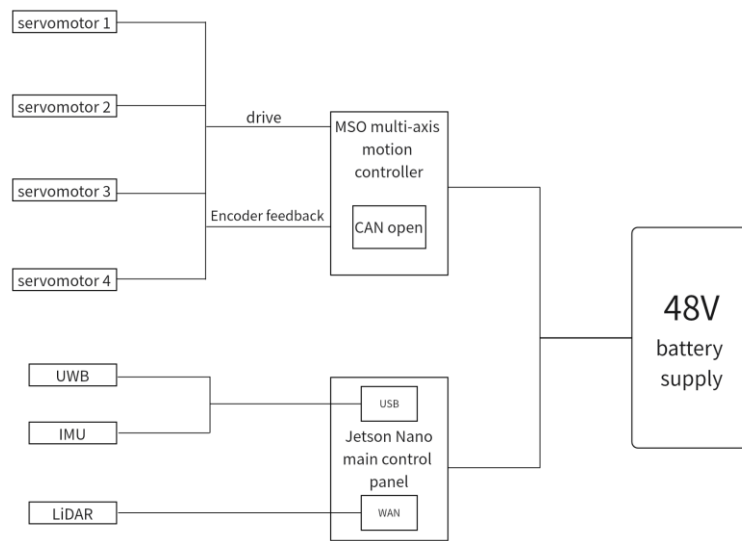 servomotor 1
servomotor 2
servomotor 3
servomotor 4
drive
Encoder feedback
MSO multi-axis
motion
controller
CAN open
UWB
IMU
LiDAR
USB
Jetson Nano
main control
panel
WAN
48V
battery
supply